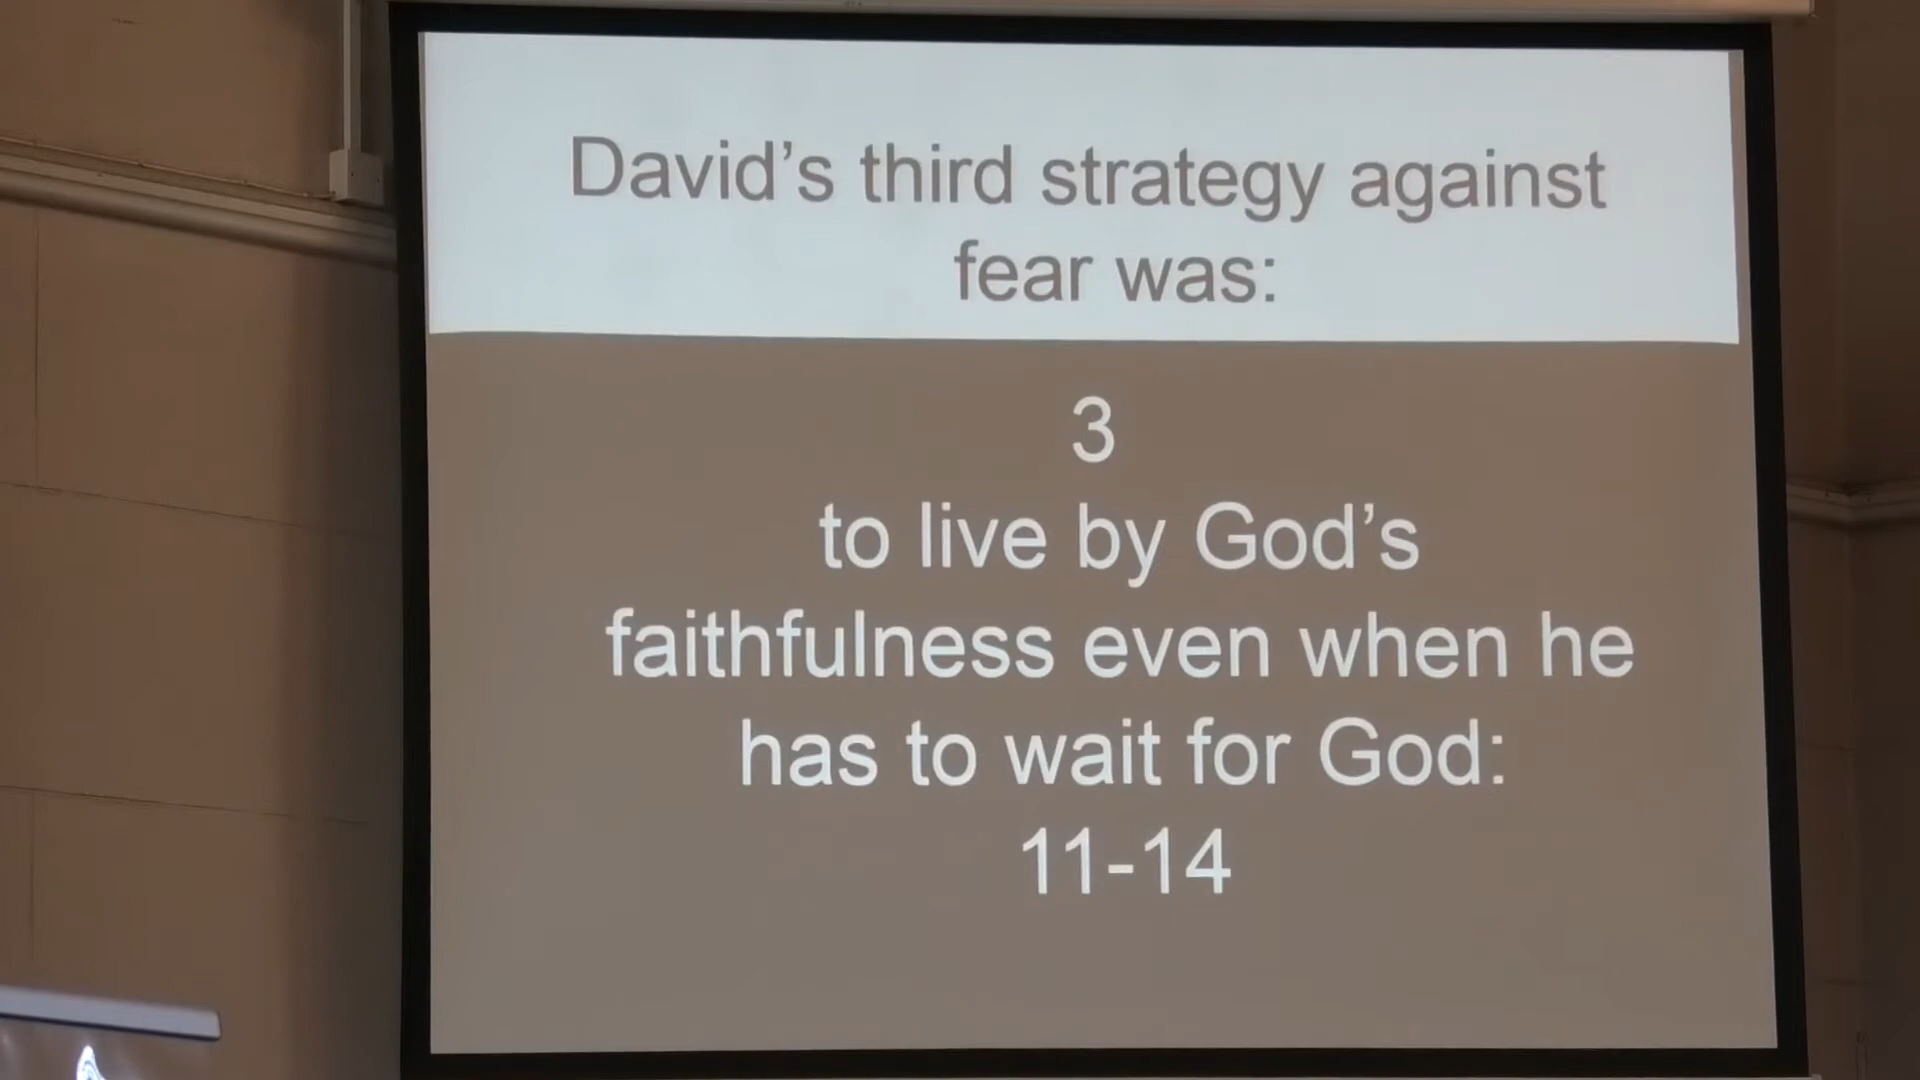 David’s third strategy against
fear was:
3
to live by God’s
faithfulness even when he
has to wait for God:
11-14